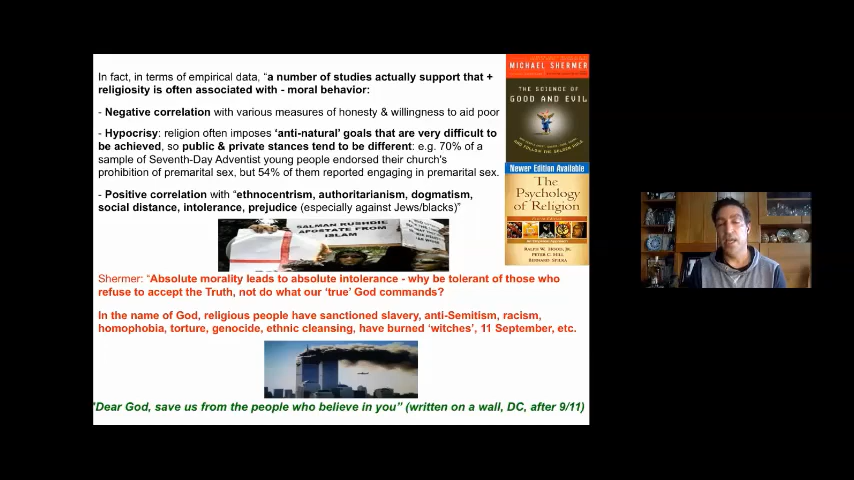 In fact, in terms of empirical data, "a number of studies actually support that +
religiosity is often associated with - moral behavior:
- Negative correlation with various measures of honesty & willingness to aid poor
- Hypocrisy: religion often imposes 'anti-natural' goals that are very difficult to
be achieved, so public & private stances tend to be different: e.g. 70% of a
sample of Seventh-Day Adventist young people endorsed their church's
prohibition of premarital sex, but 54% of them reported engaging in premarital sex.
- Positive correlation with "ethnocentrism, authoritarianism, dogmatism,
social distance, intolerance, prejudice (especially against Jews/blacks)"
SALMAN RUSHDIE
APOSTATE FROM
ISLAM
Shermer: "Absolute morality leads to absolute intolerance - why be tolerant of those who
refuse to accept the Truth, not do what our 'true' God commands?
In the name of God, religious people have sanctioned slavery, anti-Semitism, racism,
homophobia, torture, genocide, ethnic cleansing, have burned 'witches', 11 September, etc.
"Dear God, save us from the people who believe in you" (written on a wall, DC, after 9/11)
MICHAEL SHERMER
THE SCIENCE OF
GOOD AND EVIL
Newer Edition Available
The
Psychology
of Religion
RALPH W. HOOD, JR.
PETER C. HILL
BERNARD SPILKA